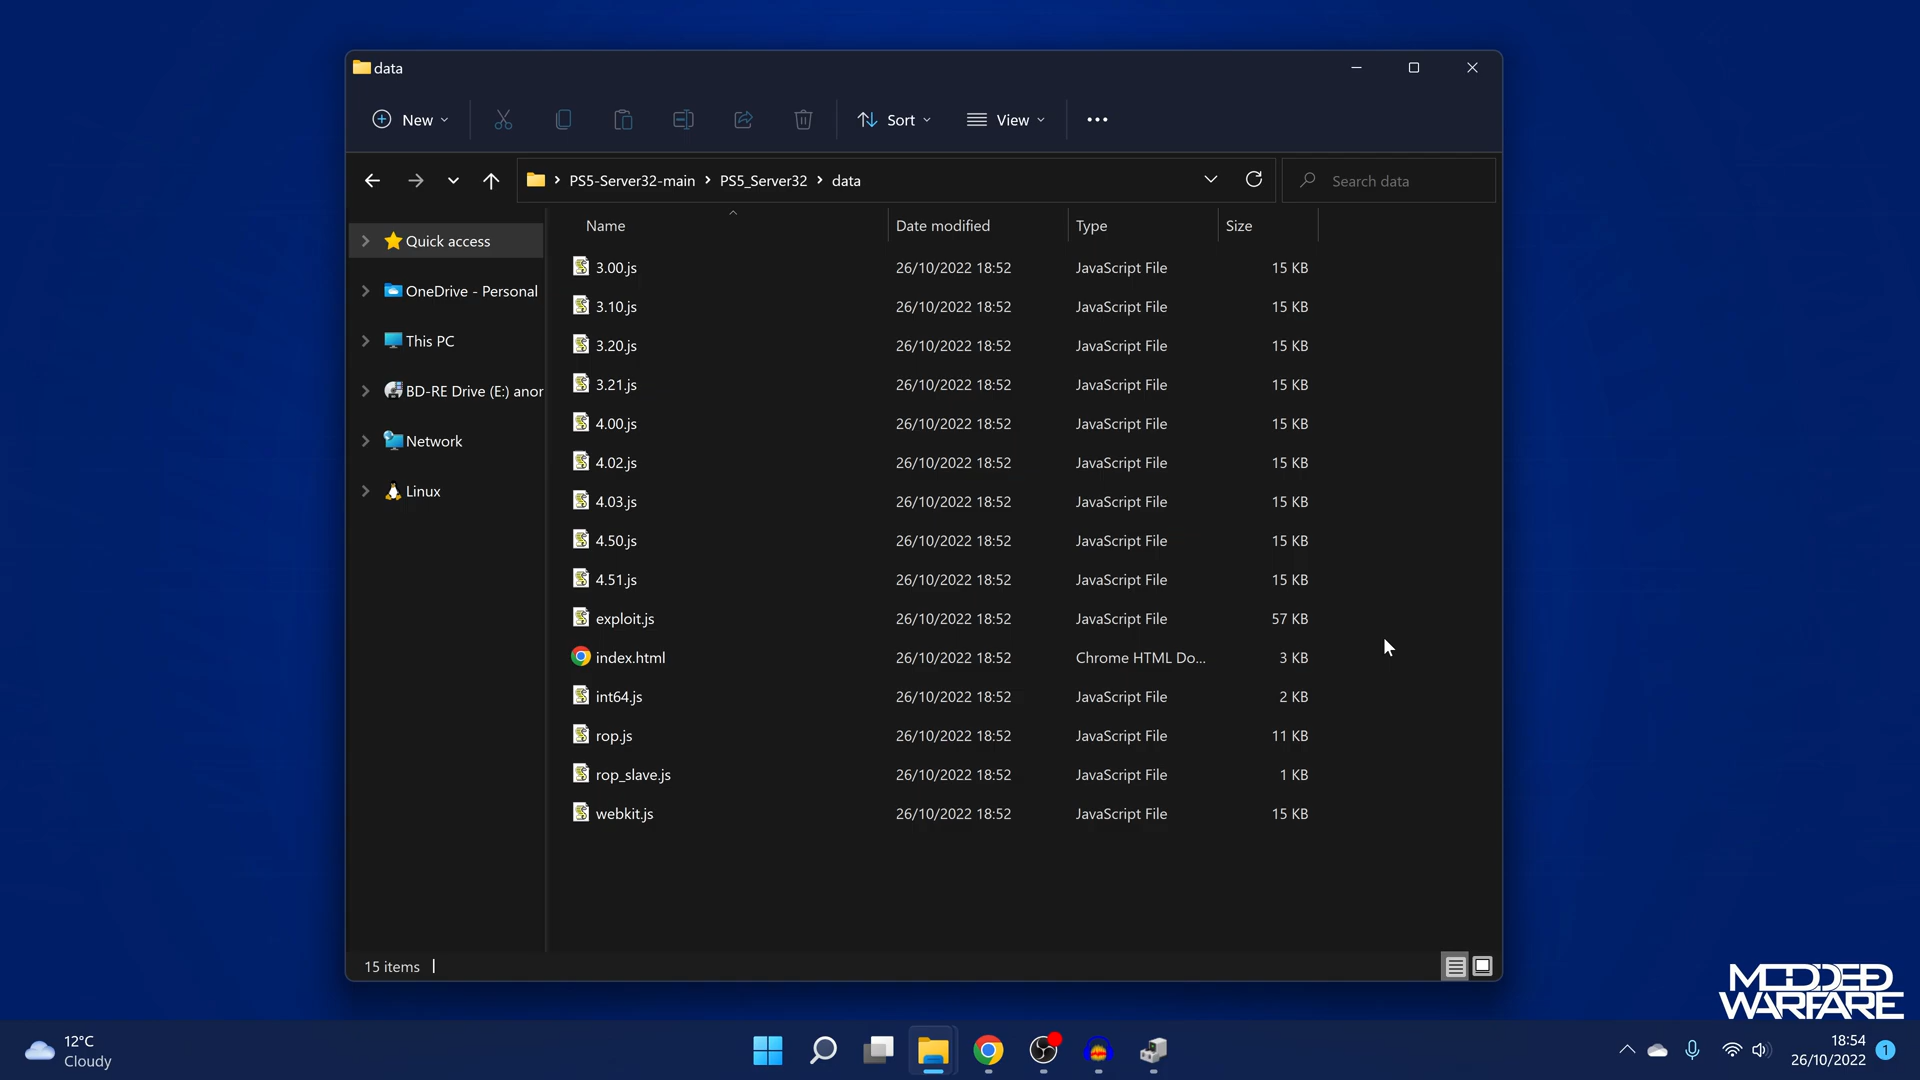 data
New
Sort
View
PS5-Server32-main
PS5_Server32
data
Search data
Quick access
OneDrive - Personal
This PC
BD-RE Drive (E:) anor
Network
Linux
Name Date modified Type Size
3.00.js 26/10/2022 18:52 JavaScript File 15 KB
3.10.js 26/10/2022 18:52 JavaScript File 15 KB
3.20.js 26/10/2022 18:52 JavaScript File 15 KB
3.21.js 26/10/2022 18:52 JavaScript File 15 KB
4.00.js 26/10/2022 18:52 JavaScript File 15 KB
4.02.js 26/10/2022 18:52 JavaScript File 15 KB
4.03.js 26/10/2022 18:52 JavaScript File 15 KB
4.50.js 26/10/2022 18:52 JavaScript File 15 KB
4.51.js 26/10/2022 18:52 JavaScript File 15 KB
exploit.js 26/10/2022 18:52 JavaScript File 57 KB
index.html 26/10/2022 18:52 Chrome HTML Do... 3 KB
int64.js 26/10/2022 18:52 JavaScript File 2 KB
rop.js 26/10/2022 18:52 JavaScript File 11 KB
rop_slave.js 26/10/2022 18:52 JavaScript File 1 KB
webkit.js 26/10/2022 18:52 JavaScript File 15 KB
15 items
MODDED
WARFARE
12°C
Cloudy
18:54
26/10/2022
1